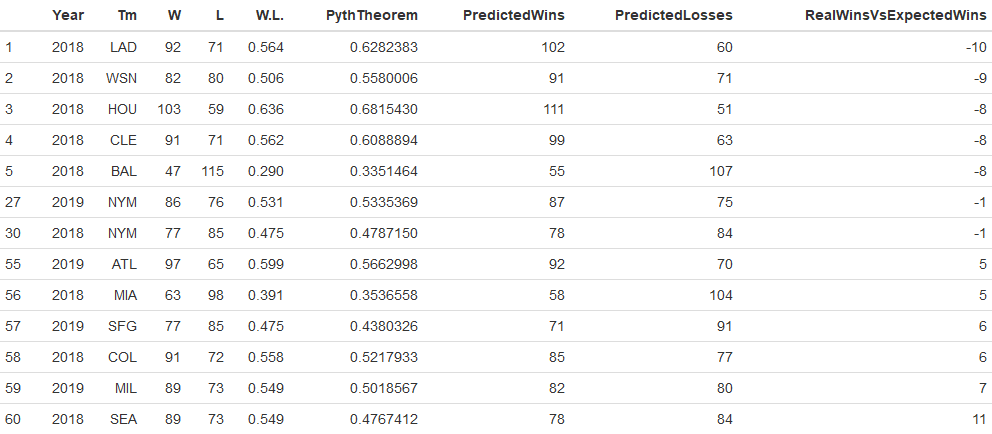 Year Tm W L W.L. PythTheorem PredictedWins PredictedLosses RealWinsVsExpectedWins
1 2018 LAD 92 71 0.564 0.6282383 102 60 -10
2 2018 WSN 82 80 0.506 0.5580006 91 71 -9
3 2018 HOU 103 59 0.636 0.6815430 111 51 -8
4 2018 CLE 91 71 0.562 0.6088894 99 63 -8
5 2018 BAL 47 115 0.290 0.3351464 55 107 -8
27 2019 NYM 86 76 0.531 0.5335369 87 75 -1
30 2018 NYM 77 85 0.475 0.4787150 78 84 -1
55 2019 ATL 97 65 0.599 0.5662998 92 70 5
56 2018 MIA 63 98 0.391 0.3536558 58 104 5
57 2019 SFG 77 85 0.475 0.4380326 71 91 6
58 2018 COL 91 72 0.558 0.5217933 85 77 6
59 2019 MIL 89 73 0.549 0.5018567 82 80 7
60 2018 SEA 89 73 0.549 0.4767412 78 84 11